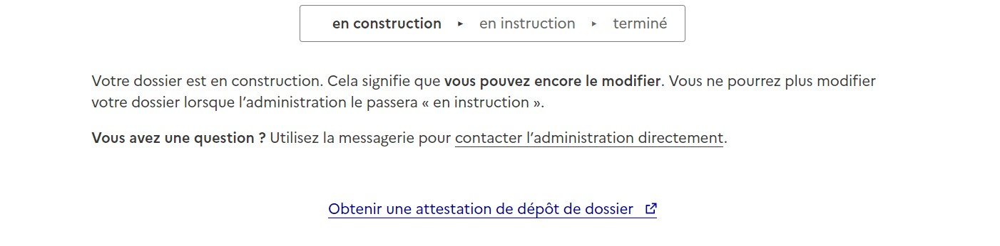 en construction ▸ en instruction ▸ terminé
Votre dossier est en construction. Cela signifie que vous pouvez encore le modifier. Vous ne pourrez plus modifier
votre dossier lorsque l’administration le passera « en instruction ».
Vous avez une question ? Utilisez la messagerie pour contacter l’administration directement.
Obtenir une attestation de dépôt de dossier